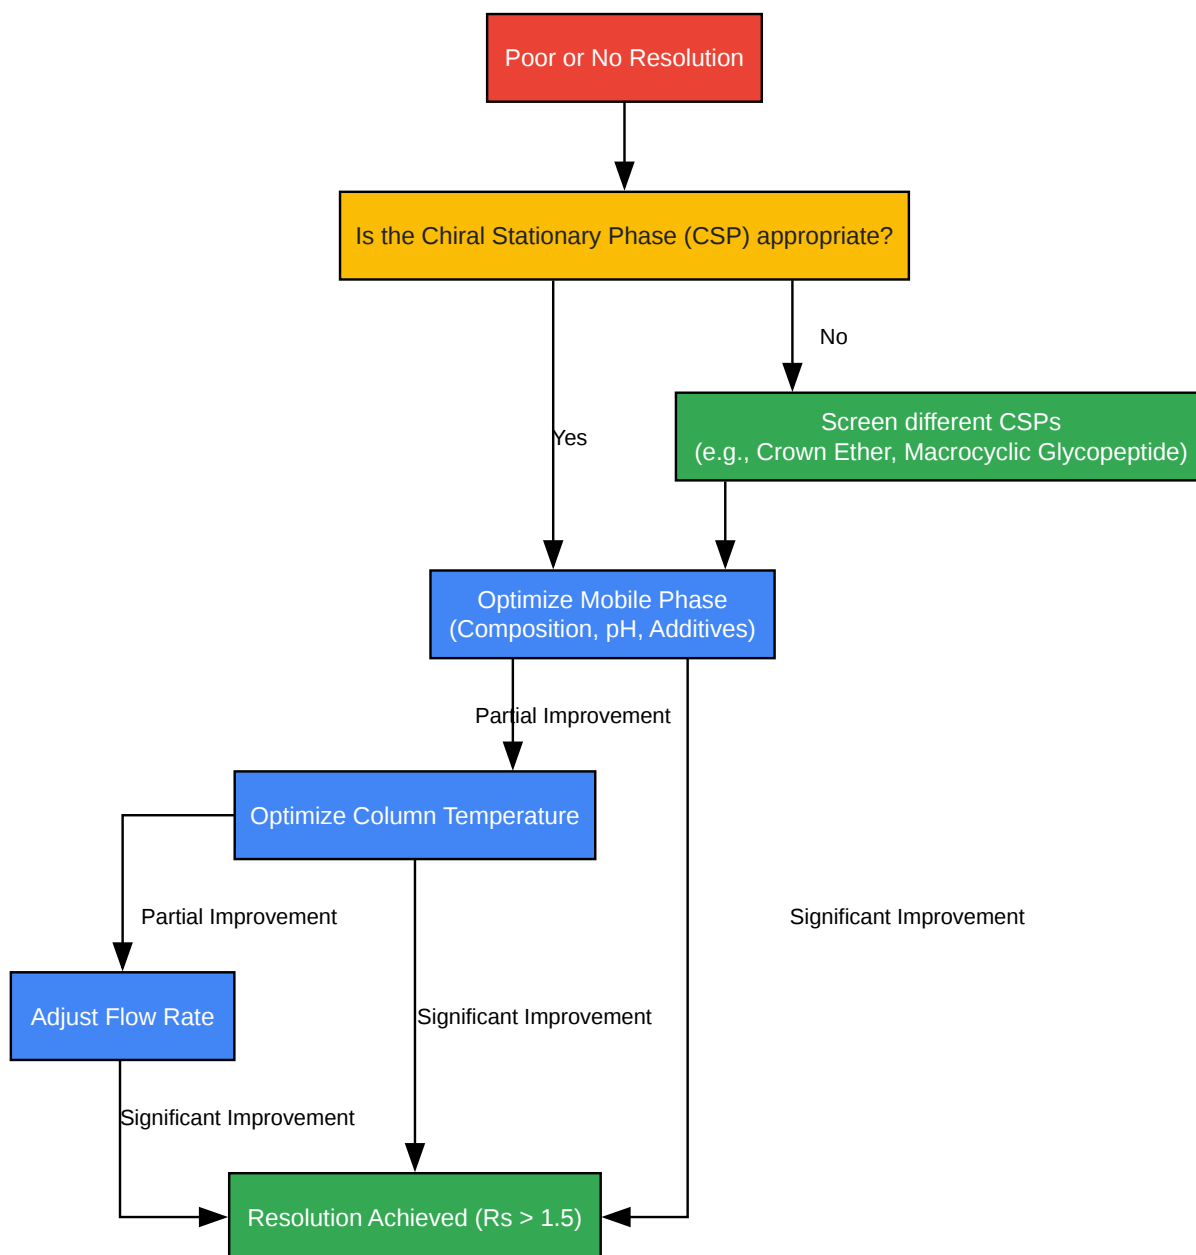 Poor or No Resolution
Is the Chiral Stationary Phase (CSP) appropriate?
No
Screen different CSPs
(e.g., Crown Ether, Macrocyclic Glycopeptide)
Yes
Optimize Mobile Phase
(Composition, pH, Additives)
Partial Improvement
Optimize Column Temperature
Partial Improvement
Significant Improvement
Adjust Flow Rate
Significant Improvement
Significant Improvement
Resolution Achieved (Rs > 1.5)